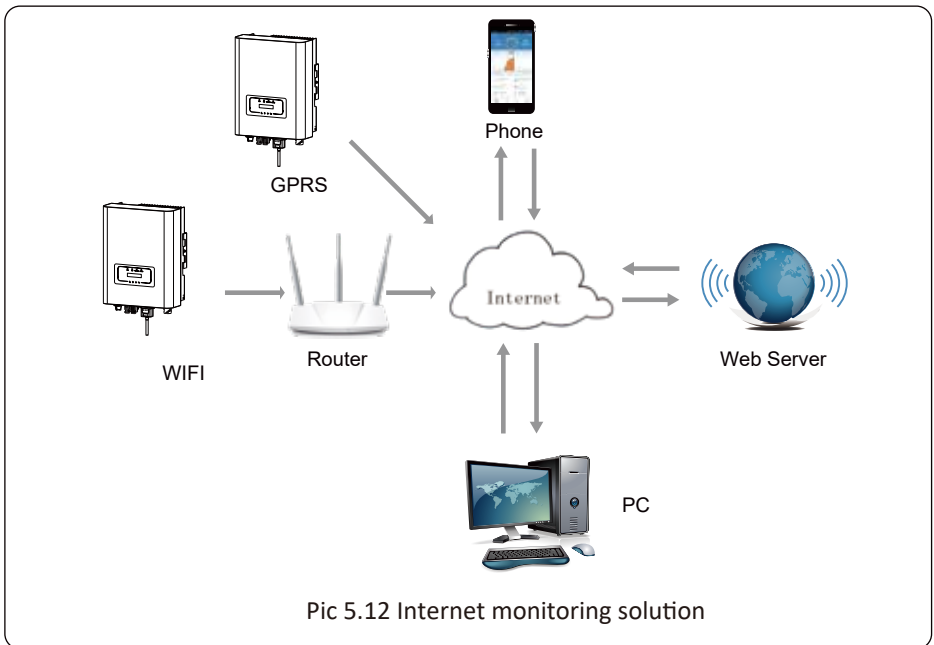 Phone
GPRS
Internet
WIFI
Router
Web Server
PC
Pic 5.12 Internet monitoring solution